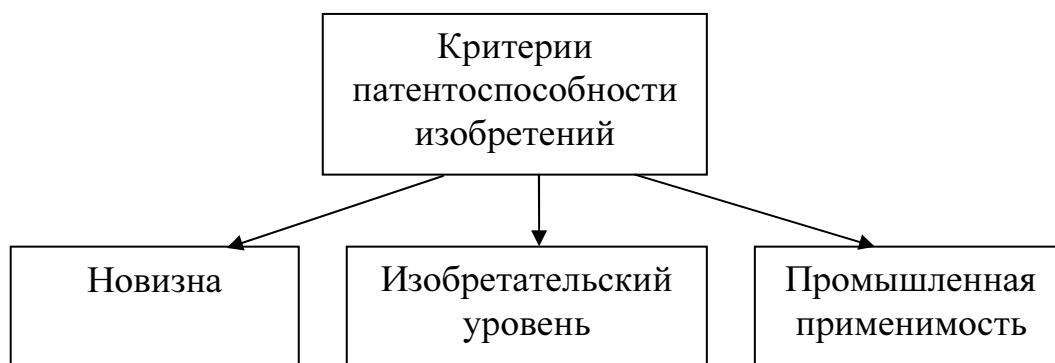 Критерии
патентоспособности
изобретений
Новизна
Изобретательский
уровень
Промышленная
применимость